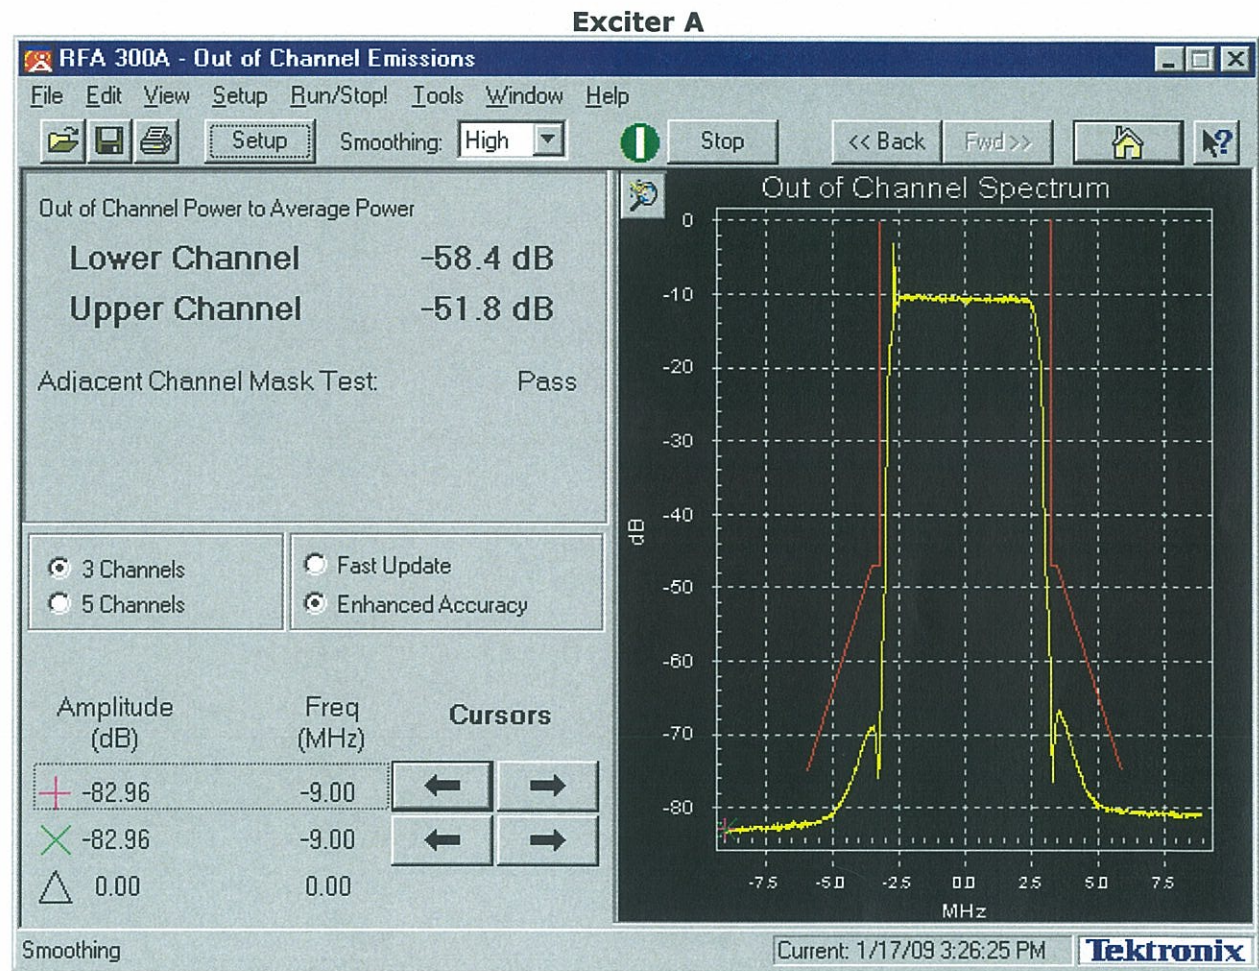 Exciter A
RFA 300A - Out of Channel Emissions
File Edit View Setup Run/Stop! Tools Window Help
Setup Smoothing: High Stop << Back Fwd >> ?
Out of Channel Power to Average Power
Lower Channel -58.4 dB
Upper Channel -51.8 dB
Adjacent Channel Mask Test: Pass
3 Channels
5 Channels
Fast Update
Enhanced Accuracy
Amplitude (dB) Freq (MHz) Cursors
-82.96 -9.00
-82.96 -9.00
0.00 0.00
Out of Channel Spectrum
0
-10
-20
-30
-40
-50
-60
-70
-80
dB
-7.5 -5.0 -2.5 0.0 2.5 5.0 7.5
MHz
Smoothing Current: 1/17/09 3:26:25 PM Tektronix